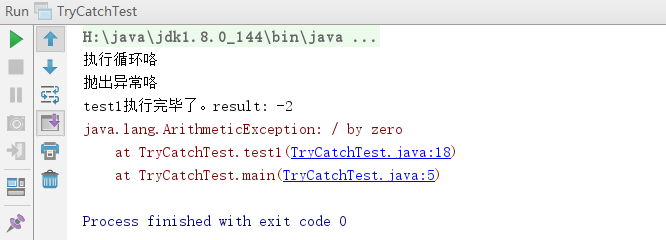 Run TryCatchTest
H:\java\jdk1.8.0_144\bin\java ...
执行循环咯
抛出异常咯
test1执行完毕了。result: -2
java.lang.ArithmeticException: / by zero
at TryCatchTest.test1(TryCatchTest.java:18)
at TryCatchTest.main(TryCatchTest.java:5)
Process finished with exit code 0